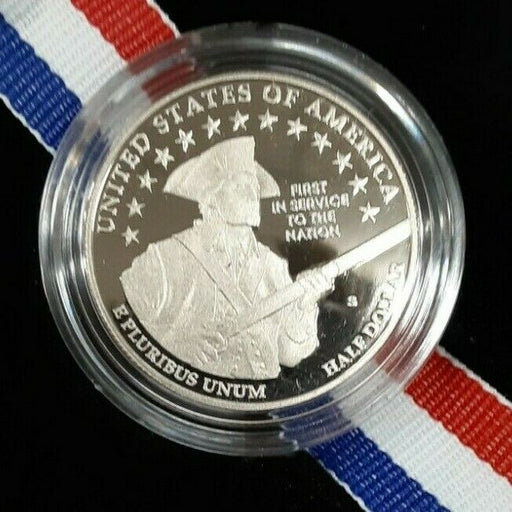 UNITED STATES OF AMERICA
FIRST
IN SERVICE
TO THE
NATION
S
E PLURIBUS UNUM
HALF DOLLAR